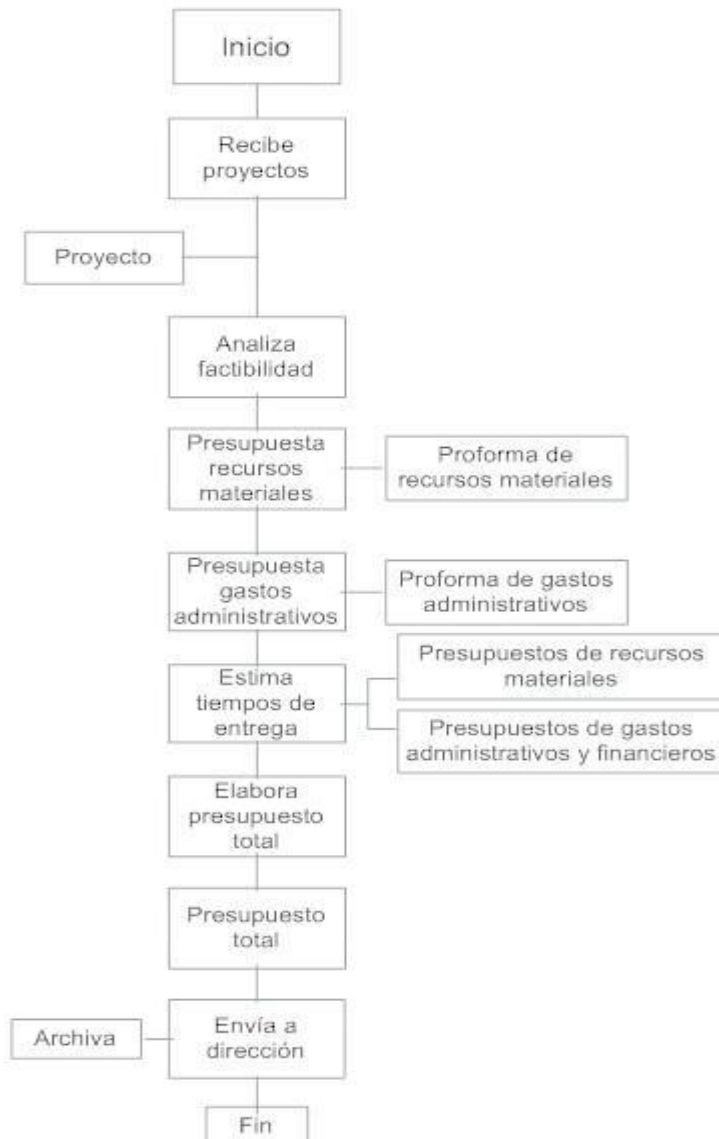 Inicio
Recibe
proyectos
Proyecto
Analiza
factibilidad
Presupuesta
recursos
materiales
Proforma de
recursos materiales
Presupuesta
gastos
administrativos
Proforma de gastos
administrativos
Estima
tiempos de
entrega
Presupuestos de recursos
materiales
Presupuestos de gastos
administrativos y financieros
Elabora
presupuesto
total
Presupuesto
total
Archiva
Envía a
dirección
Fin